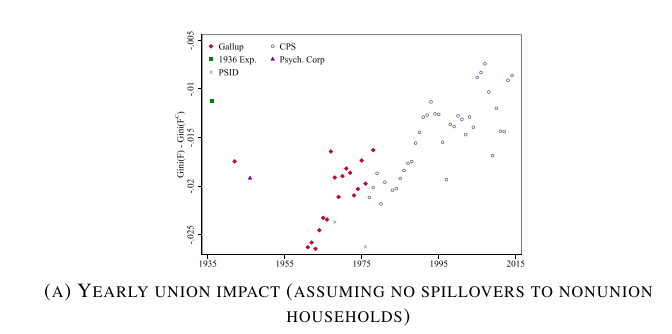 -.005
Gallup CPS
1936 Exp. Psych. Corp
PSID
-.01
-.015
-.02
-.025
Gini(F) - Gini(F^C)
1935 1955 1975 1995 2015
(A) YEARLY UNION IMPACT (ASSUMING NO SPILLOVERS TO NONUNION
HOUSEHOLDS)